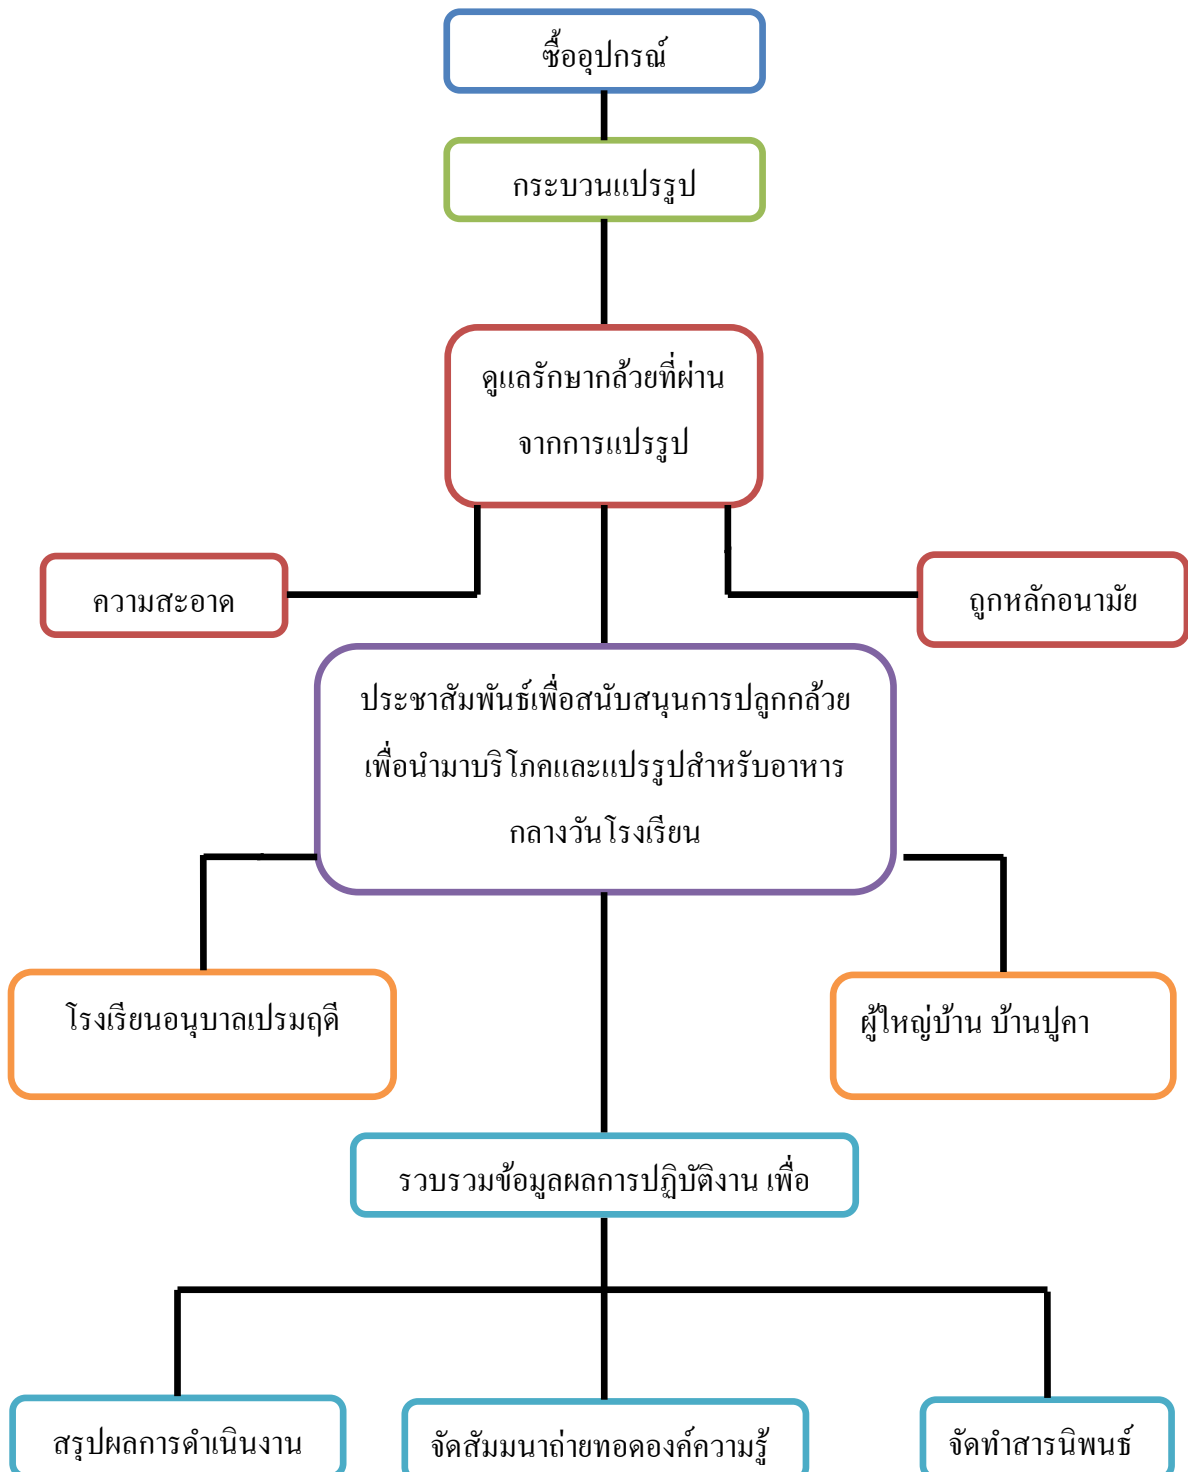 ซื้ออุปกรณ์
กระบวนแปรรูป
ดูแลรักษากล้วยที่ผ่าน
จากการแปรรูป
ความสะอาด
ถูกหลักอนามัย
ประชาสัมพันธ์เพื่อสนับสนุนการปลูกกล้วย
เพื่อนำมาบริโภคและแปรรูปสำหรับอาหาร
กลางวันโรงเรียน
โรงเรียนอนุบาลเปรมฤดี
ผู้ใหญ่บ้าน บ้านปูคา
รวบรวมข้อมูลผลการปฏิบัติงาน เพื่อ
สรุปผลการดำเนินงาน
จัดสัมมนาถ่ายทอดองค์ความรู้
จัดทำสารนิพนธ์